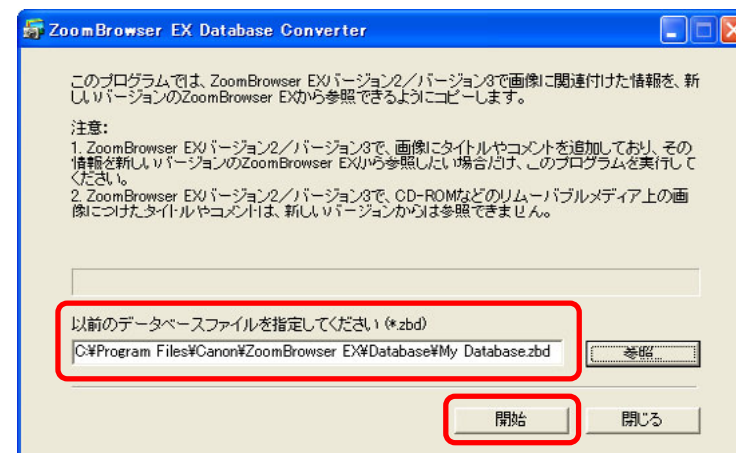 ZoomBrowser EX Database Converter
このプログラムでは、ZoomBrowser EXバージョン2／バージョン3で画像に関連付けた情報を、新
しいバージョンのZoomBrowser EXから参照できるようにコピーします。
注意:
1. ZoomBrowser EXバージョン2／バージョン3で、画像にタイトルやコメントを追加しており、その
情報を新しいバージョンのZoomBrowser EXから参照したい場合だけ、このプログラムを実行して
ください。
2. ZoomBrowser EXバージョン2／バージョン3で、CD-ROMなどのリムーバブルメディア上の画
像につけたタイトルやコメントは、新しいバージョンからは参照できません。
以前のデータベースファイルを指定してください (*.zbd)
C:¥Program Files¥Canon¥ZoomBrowser EX¥Database¥My Database.zbd
参照...
開始
閉じる